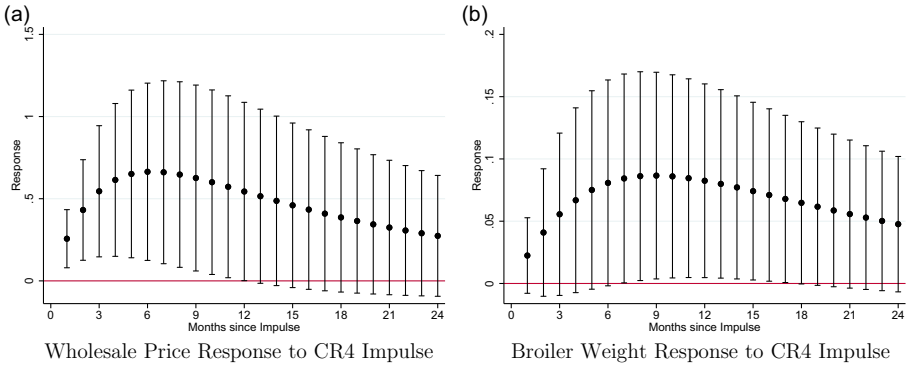 (a)
1.5
1
.5
0
Response
0 3 6 9 12 15 18 21 24
Months since Impulse
Wholesale Price Response to CR4 Impulse
(b)
.2
.15
.1
.05
0
Response
0 3 6 9 12 15 18 21 24
Months since Impulse
Broiler Weight Response to CR4 Impulse